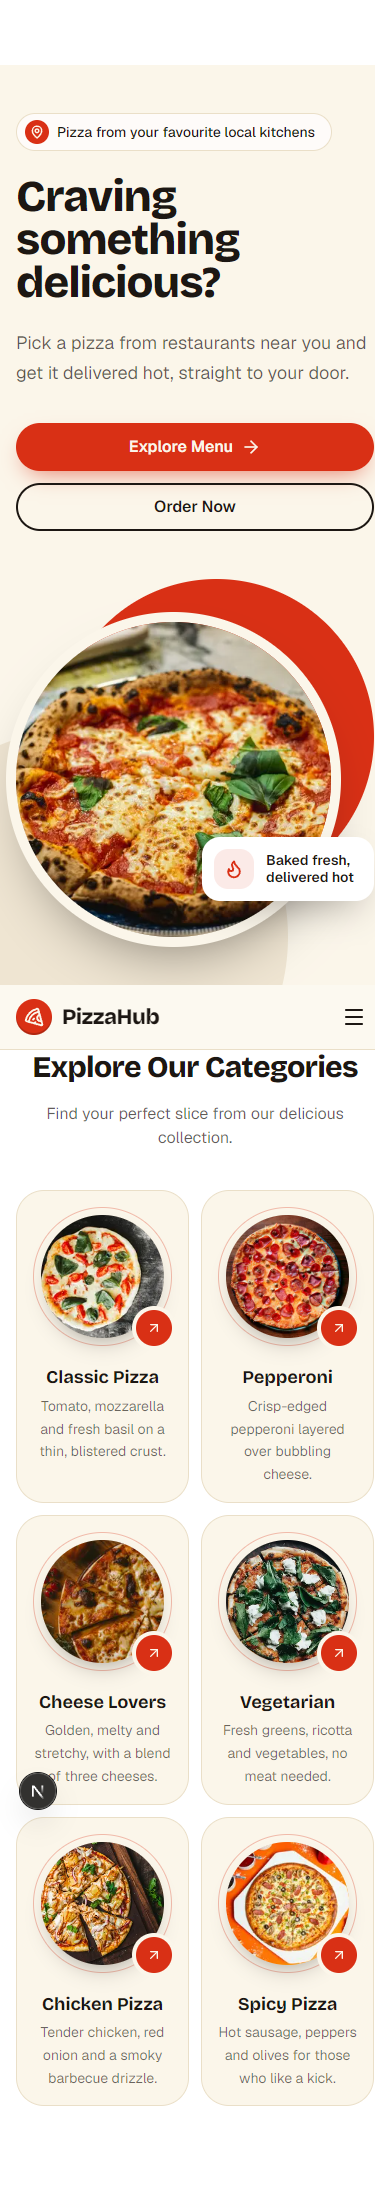 Pizza from your favourite local kitchens
Craving
something
delicious?
Pick a pizza from restaurants near you and
get it delivered hot, straight to your door.
Explore Menu
Order Now
Baked fresh,
delivered hot
PizzaHub
Explore Our Categories
Find your perfect slice from our delicious
collection.
Classic Pizza
Tomato, mozzarella
and fresh basil on a
thin, blistered crust.
Pepperoni
Crisp-edged
pepperoni layered
over bubbling
cheese.
Cheese Lovers
Golden, melty and
stretchy, with a blend
of three cheeses.
Vegetarian
Fresh greens, ricotta
and vegetables, no
meat needed.
N
Chicken Pizza
Tender chicken, red
onion and a smoky
barbecue drizzle.
Spicy Pizza
Hot sausage, peppers
and olives for those
who like a kick.